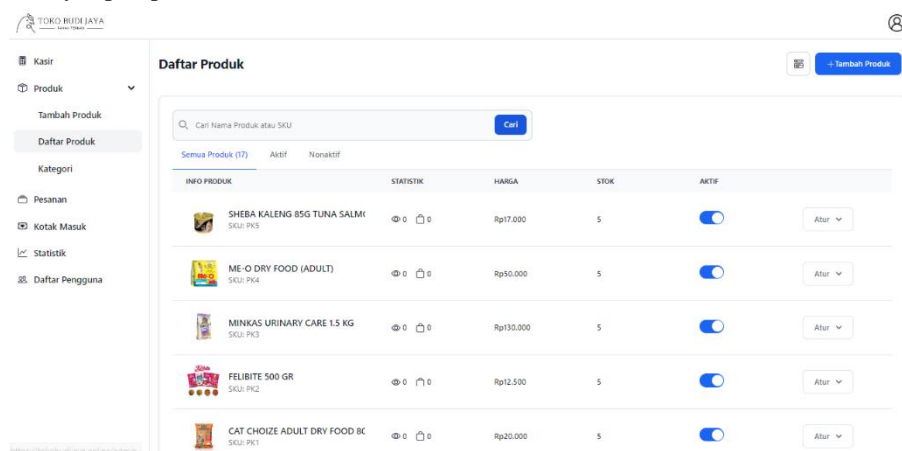 TOKO BUDI JAYA
Kasir
Produk
Tambah Produk
Daftar Produk
Kategori
Pesanan
Kotak Masuk
Statistik
Daftar Pengguna
Daftar Produk
+ Tambah Produk
Cari Nama Produk atau SKU
Cari
Semua Produk (17) Aktif Nonaktif
INFO PRODUK STATISTIK HARGA STOK AKTIF
SHEBA KALENG 85G TUNA SALM
SKU: PK5
0 0 Rp17.000 5 Atur
ME-O DRY FOOD (ADULT)
SKU: PK4
0 0 Rp50.000 5 Atur
MINKAS URINARY CARE 1.5 KG
SKU: PK3
0 0 Rp130.000 5 Atur
FELIBITE 500 GR
SKU: PK2
0 0 Rp12.500 5 Atur
CAT CHOIZE ADULT DRY FOOD 80
SKU: PK1
0 0 Rp20.000 5 Atur